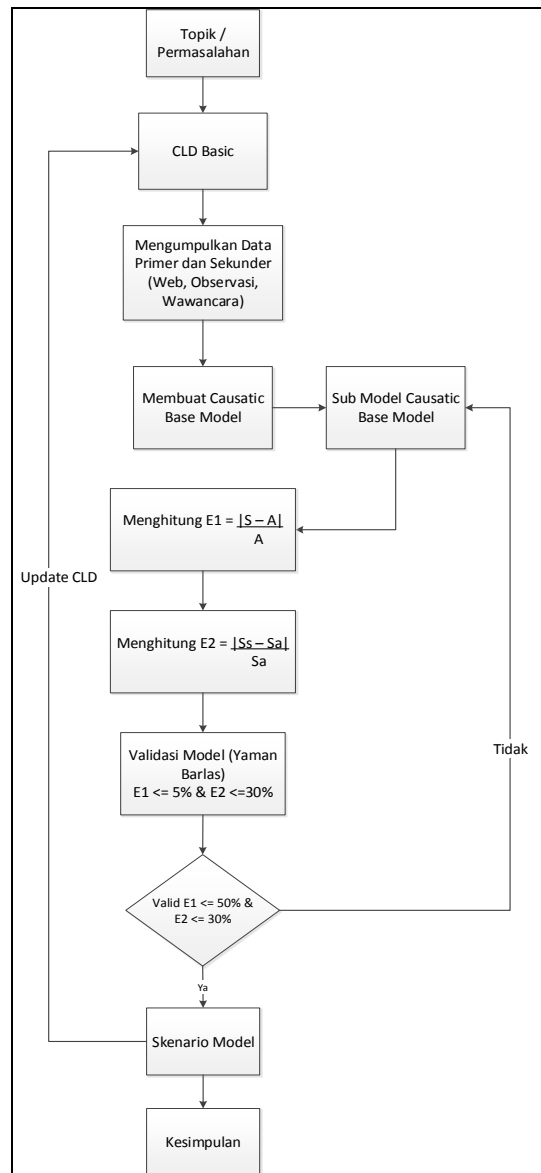 Topik /
Permasalahan
CLD Basic
Mengumpulkan Data
Primer dan Sekunder
(Web, Observasi,
Wawancara)
Membuat Causatic
Base Model
Sub Model Causatic
Base Model
Menghitung E1 = |S – A|
A
Update CLD
Menghitung E2 = |Ss – Sa|
Sa
Validasi Model (Yaman
Barlas)
E1 <= 5% & E2 <=30%
Tidak
Valid E1 <= 50% &
E2 <= 30%
Ya
Skenario Model
Kesimpulan